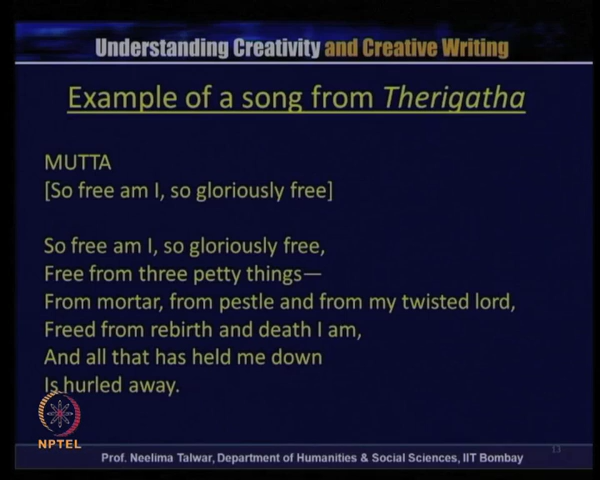 Understanding Creativity and Creative Writing
Example of a song from Therigatha
MUTTA
[So free am I, so gloriously free]
So free am I, so gloriously free,
Free from three petty things—
From mortar, from pestle and from my twisted lord,
Freed from rebirth and death I am,
And all that has held me down
Is hurled away.
NPTEL
13
Prof. Neelima Talwar, Department of Humanities & Social Sciences, IIT Bombay